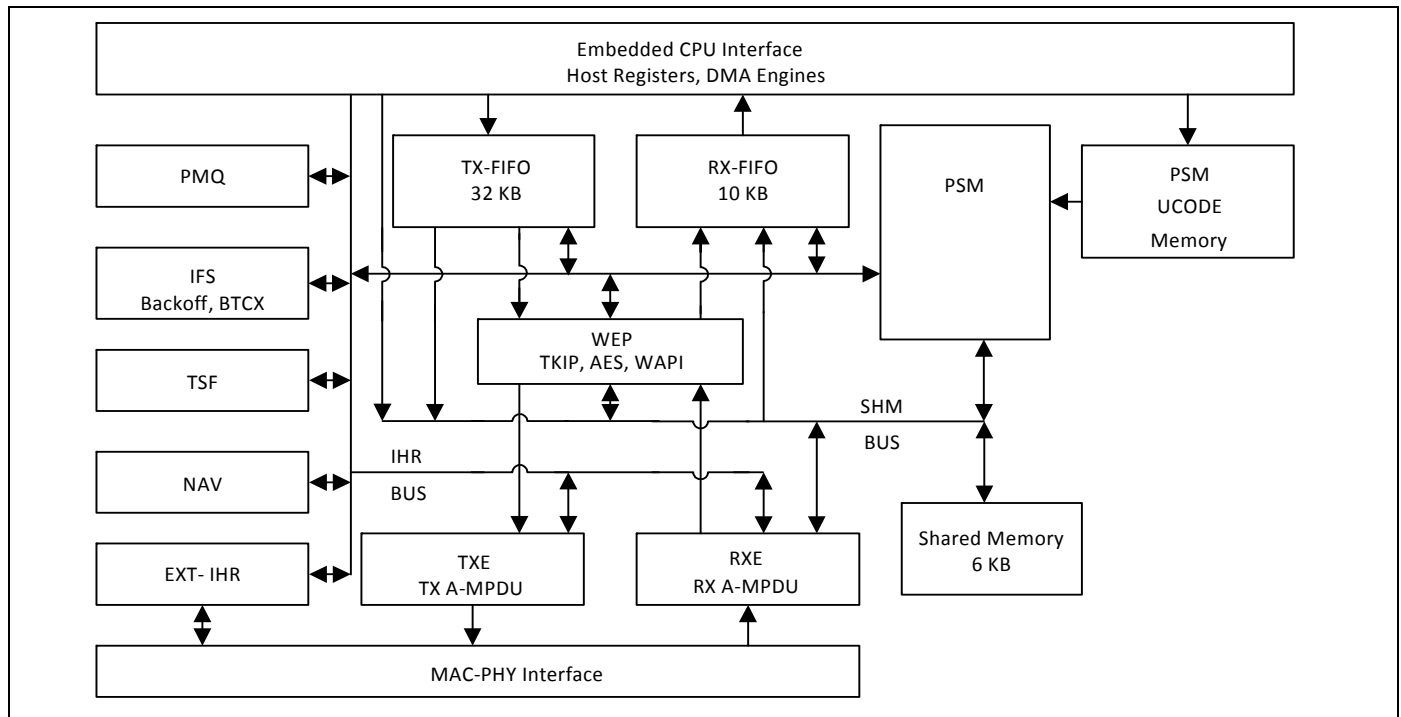 Embedded CPU Interface
Host Registers, DMA Engines
PMQ
TX-FIFO
32 KB
RX-FIFO
10 KB
PSM
PSM
UCODE
Memory
IFS
Backoff, BTCX
WEP
TKIP, AES, WAPI
TSF
SHM
BUS
NAV
IHR
BUS
Shared Memory
6 KB
EXT- IHR
TXE
TX A-MPDU
RXE
RX A-MPDU
MAC-PHY Interface